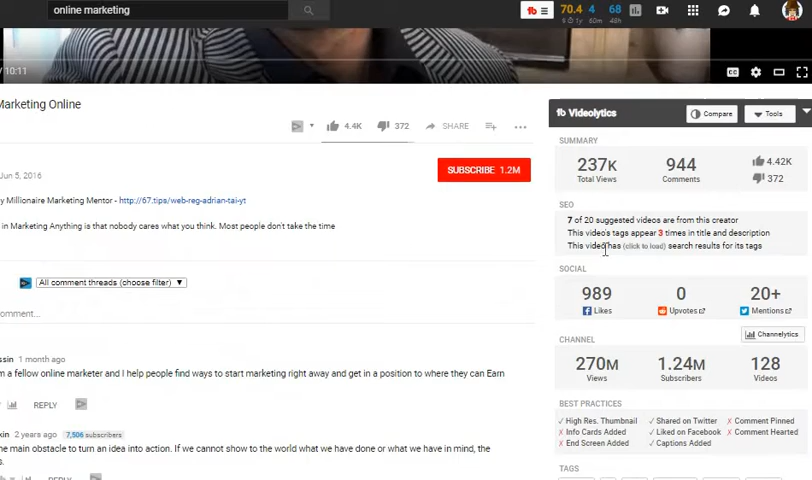 online marketing
70.4 4 68
6 1y 60m 48h
/ 10:11
Marketing Online
4.4K 372 SHARE
Jun 5, 2016
SUBSCRIBE 1.2M
y Millionaire Marketing Mentor - http://67.tips/web-reg-adrian-tai-yt
in Marketing Anything is that nobody cares what you think. Most people don't take the time
All comment threads (choose filter)
omment...
ssin 1 month ago
m a fellow online marketer and I help people find ways to start marketing right away and get in a position to where they can Earn
REPLY
kin 2 years ago 7,506 subscribers
he main obstacle to turn an idea into action. If we cannot show to the world what we have done or what we have in mind, the
s.
REPLY
Videolytics Compare Tools
SUMMARY
237K 944 4.42K
Total Views Comments 372
SEO
7 of 20 suggested videos are from this creator
This video's tags appear 3 times in title and description
This video has (click to load) search results for its tags
SOCIAL
989 0 20+
Likes Upvotes Mentions
CHANNEL Channelytics
270M 1.24M 128
Views Subscribers Videos
BEST PRACTICES
✓ High Res. Thumbnail ✓ Shared on Twitter ✗ Comment Pinned
✗ Info Cards Added ✓ Liked on Facebook ✗ Comment Hearted
✗ End Screen Added ✓ Captions Added
TAGS